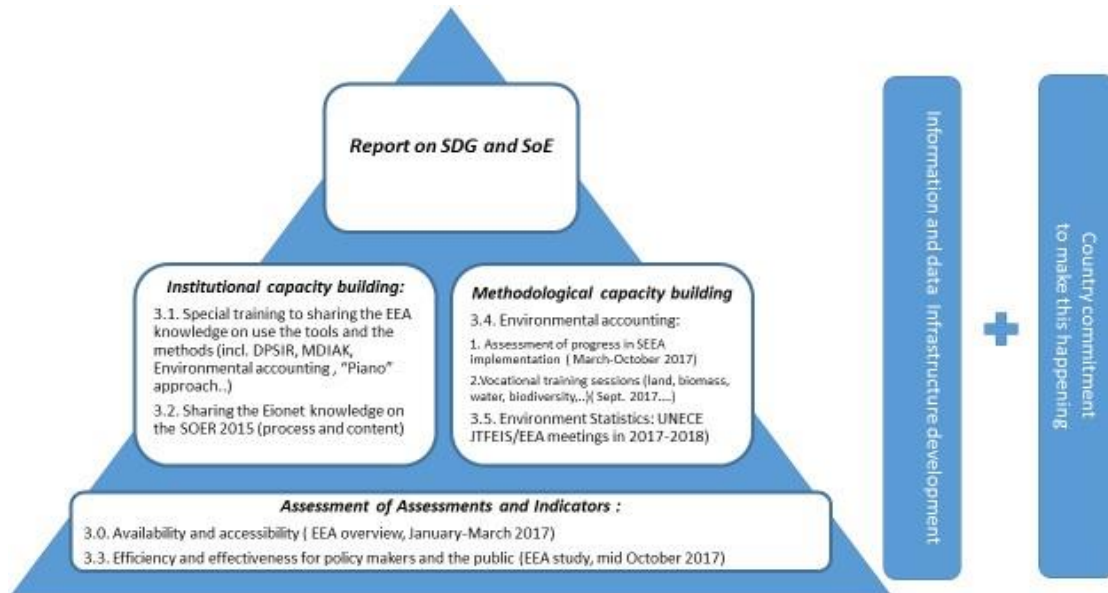 Report on SDG and SoE
Institutional capacity building:
3.1. Special training to sharing the EEA
knowledge on use the tools and the
methods (incl. DPSIR, MDIAK,
Environmental accounting , "Piano"
approach..)
3.2. Sharing the Eionet knowledge on
the SOER 2015 (process and content)
Methodological capacity building
3.4. Environmental accounting:
1. Assessment of progress in SEEA
implementation ( March-October 2017)
2.Vocational training sessions (land, biomass,
water, biodiversity,..)( Sept. 2017....)
3.5. Environment Statistics: UNECE
JTFEIS/EEA meetings in 2017-2018)
Assessment of Assessments and Indicators :
3.0. Availability and accessibility ( EEA overview, January-March 2017)
3.3. Efficiency and effectiveness for policy makers and the public (EEA study, mid October 2017)
Information and data Infrastructure development
Country commitment
to make this happening